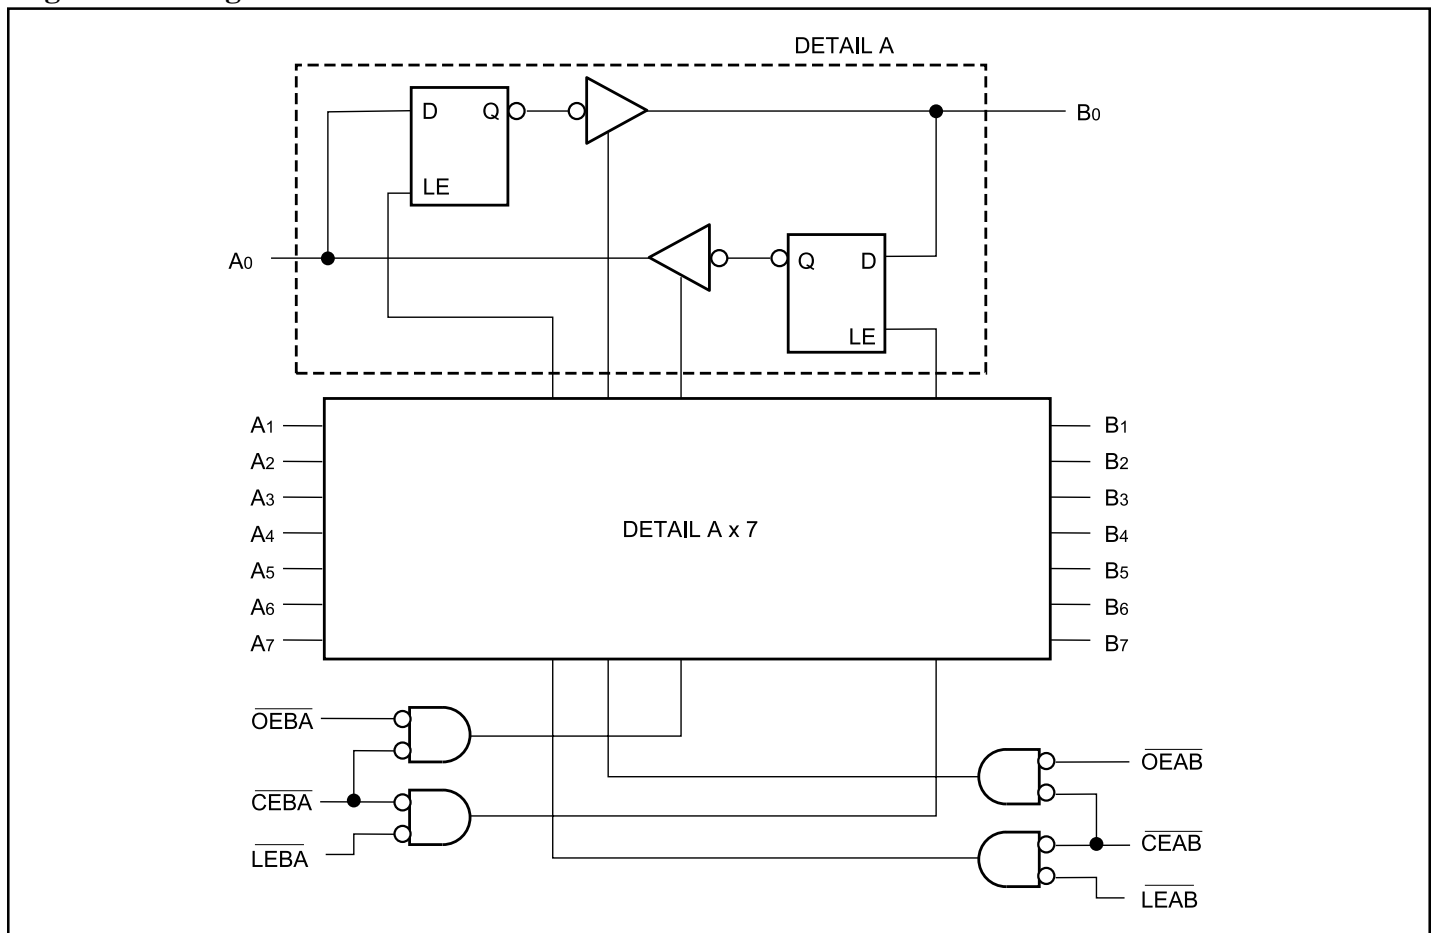 DETAIL A
D Q
B0
LE
A0
Q D
LE
A1 B1
A2 B2
A3 B3
A4 B4
DETAIL A x 7
A5 B5
A6 B6
A7 B7
OEBA
OEAB
CEBA
CEAB
LEBA
LEAB